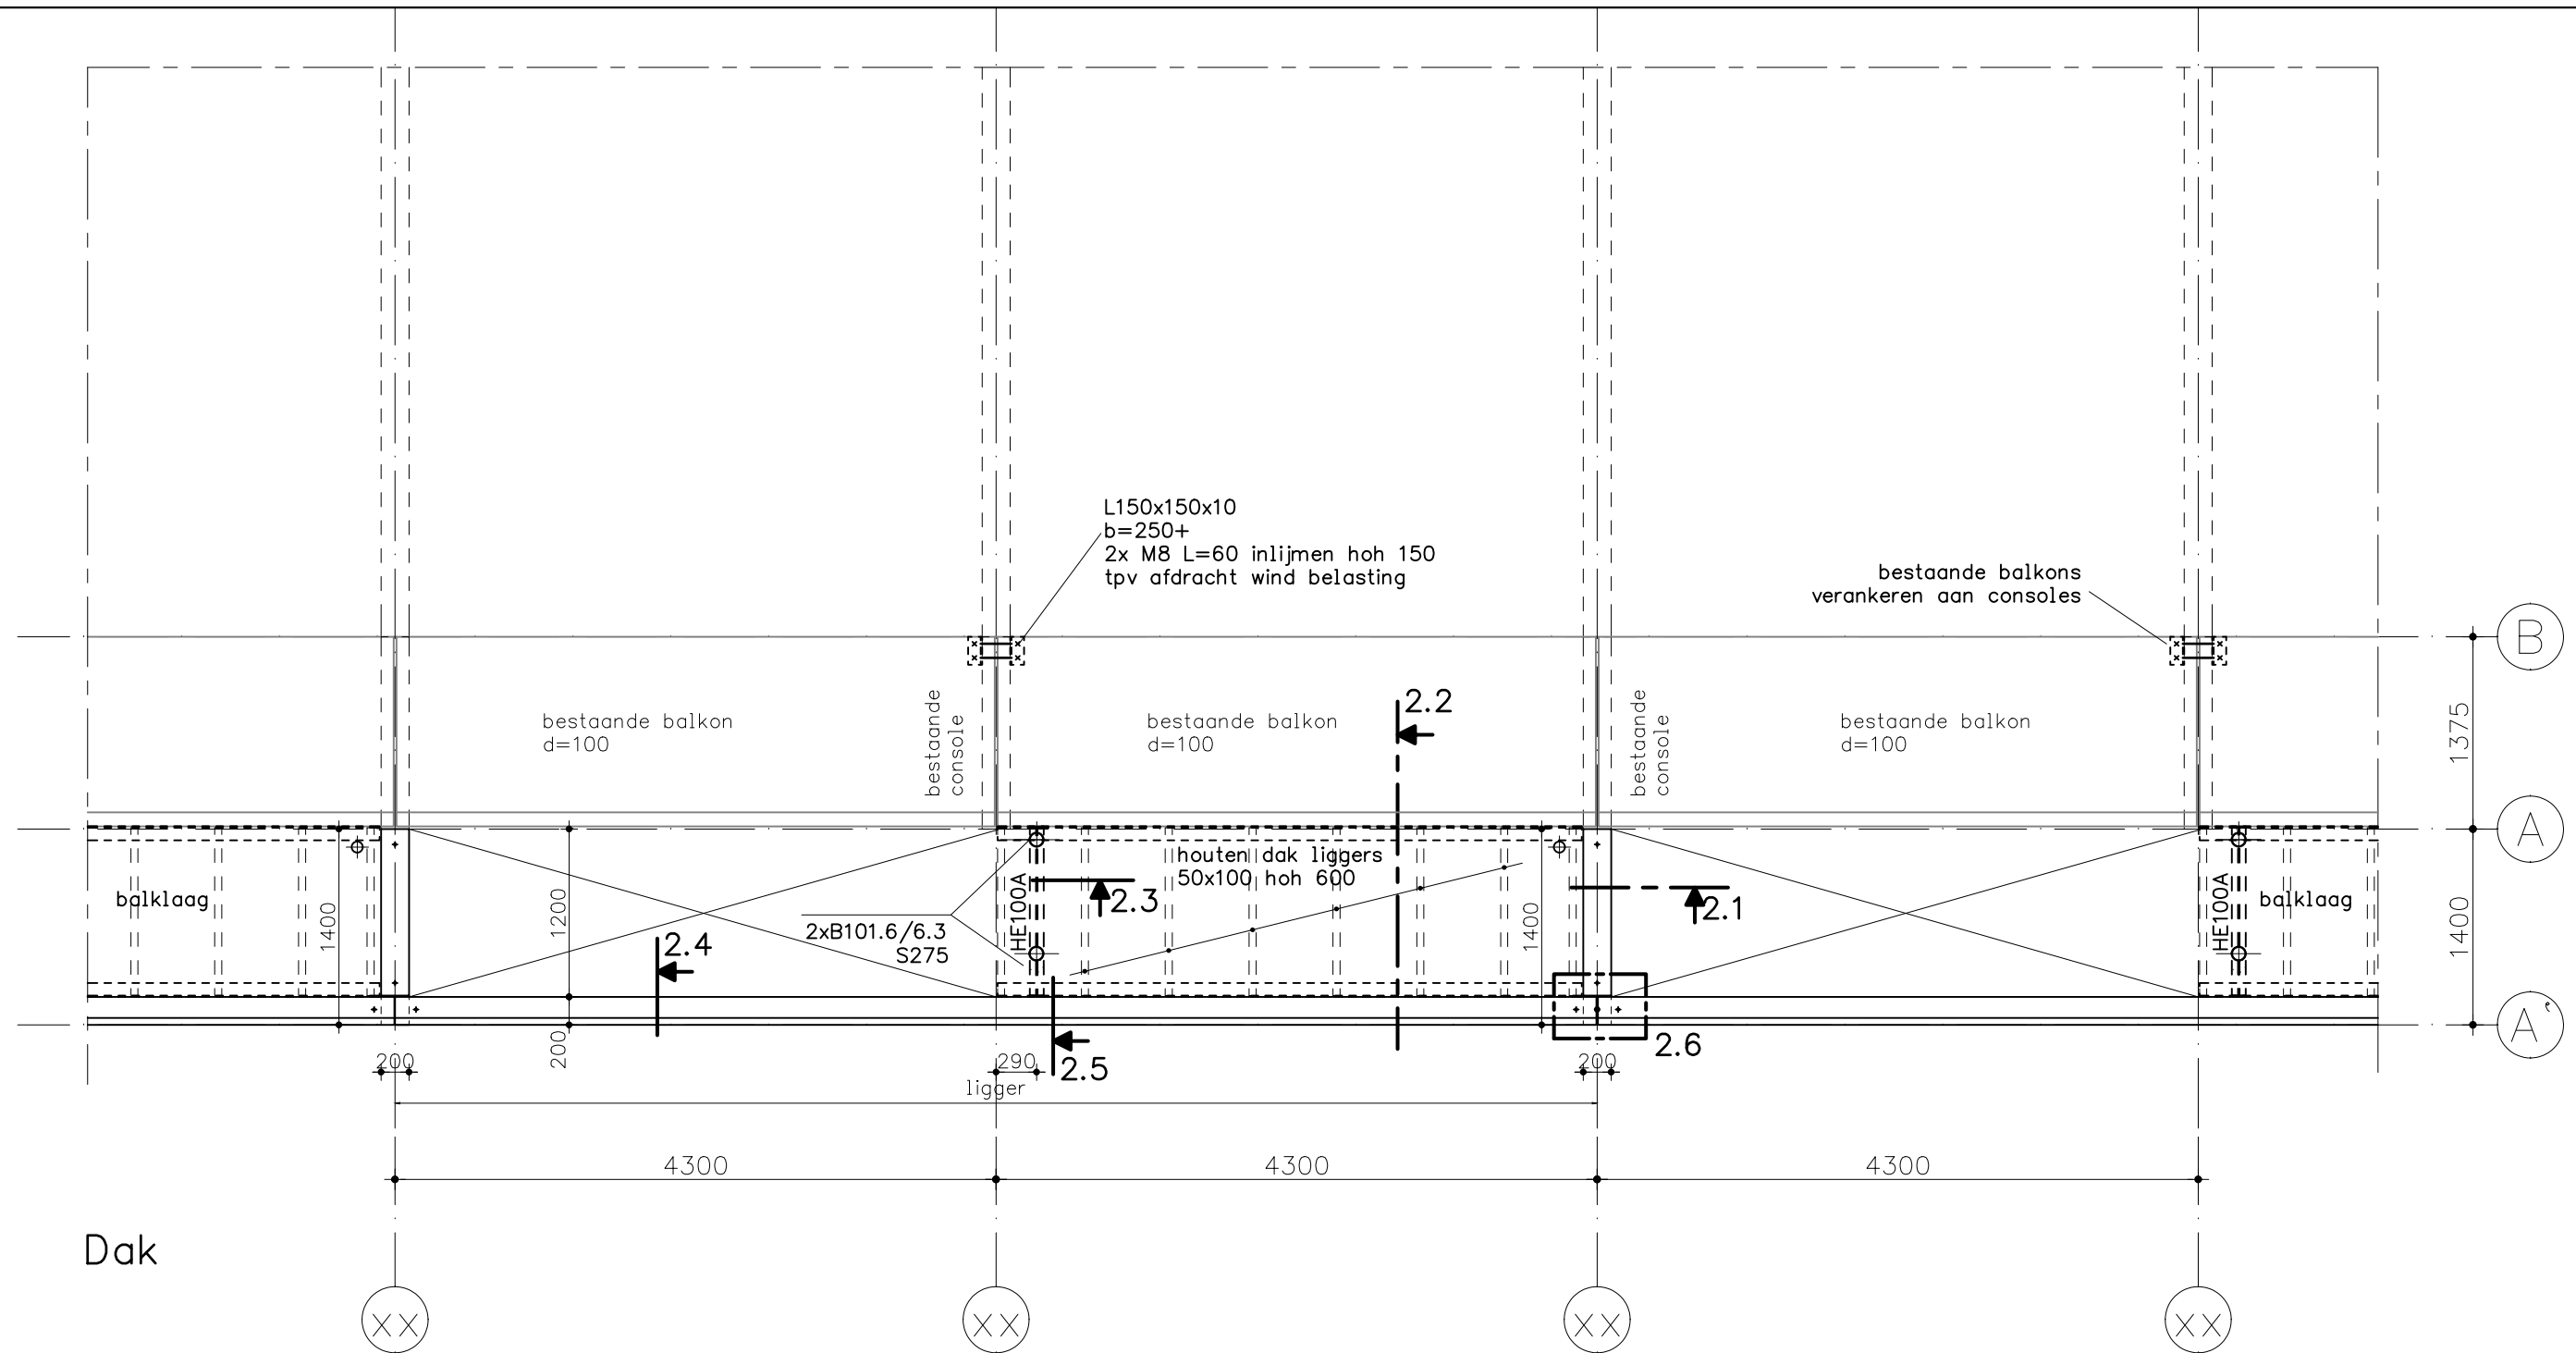 L150x150x10
b=250+
2x M8 L=60 inlijmen hoh 150
tpv afdracht wind belasting
bestaande balkons
verankeren aan consoles
B
bestaande balkon
d=100
bestaande
console
bestaande balkon
d=100
2.2
bestaande
console
bestaande balkon
d=100
1375
A
balklaag
1400
1200
2xB101.6/6.3
S275
HE100A
2.3
houten dak liggers
50x100 hoh 600
1400
2.1
HE100A
balklaag
1400
2.4
A'
200
200
290
2.5
200
2.6
ligger
4300
4300
4300
Dak
XX
XX
XX
XX